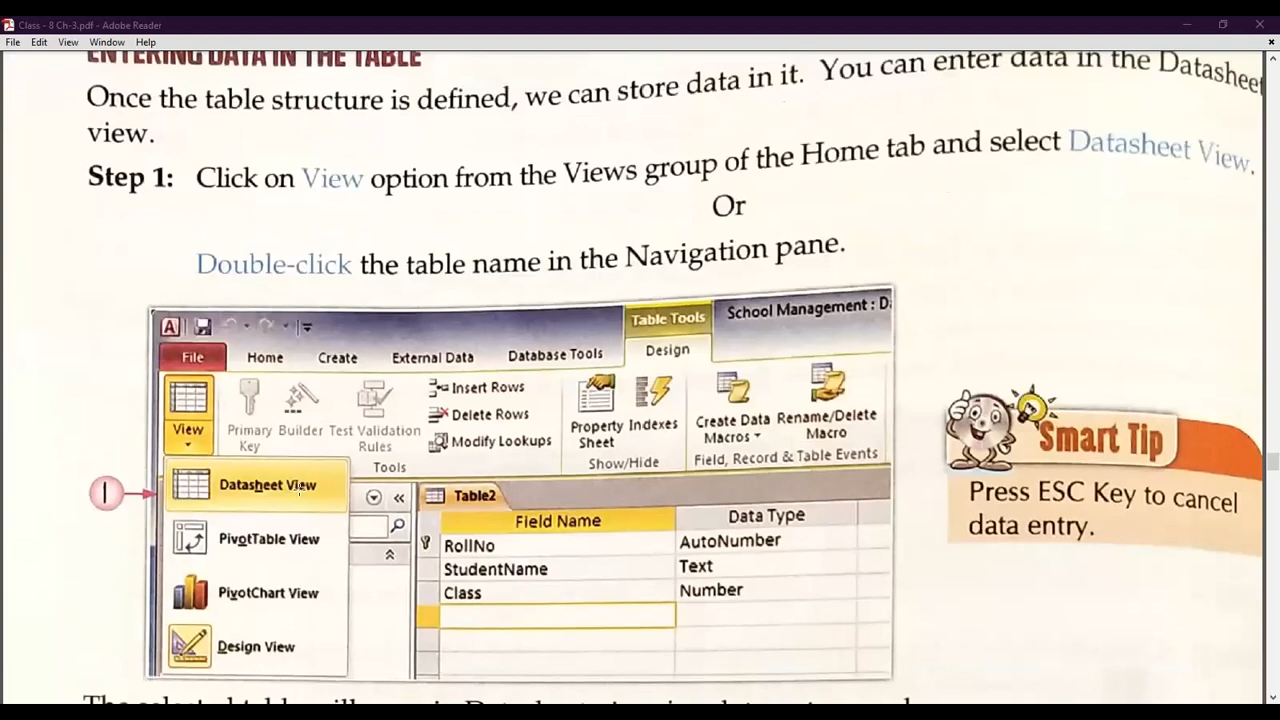 Class - 8 Ch-3.pdf - Adobe Reader
File Edit View Window Help
ENTERING DATA IN THE TABLE
Once the table structure is defined, we can store data in it. You can enter data in the Datasheet
view.
Step 1: Click on View option from the Views group of the Home tab and select Datasheet View.
Or
Double-click the table name in the Navigation pane.
Table Tools School Management : D
File Home Create External Data Database Tools Design
View
Primary Key
Builder
Test Validation Rules
Insert Rows
Delete Rows
Modify Lookups
Tools
Property Sheet
Indexes
Show/Hide
Create Data Macros
Rename/Delete Macro
Field, Record & Table Events
1
Datasheet View
PivotTable View
PivotChart View
Design View
Table2
Field Name Data Type
RollNo AutoNumber
StudentName Text
Class Number
Smart Tip
Press ESC Key to cancel
data entry.